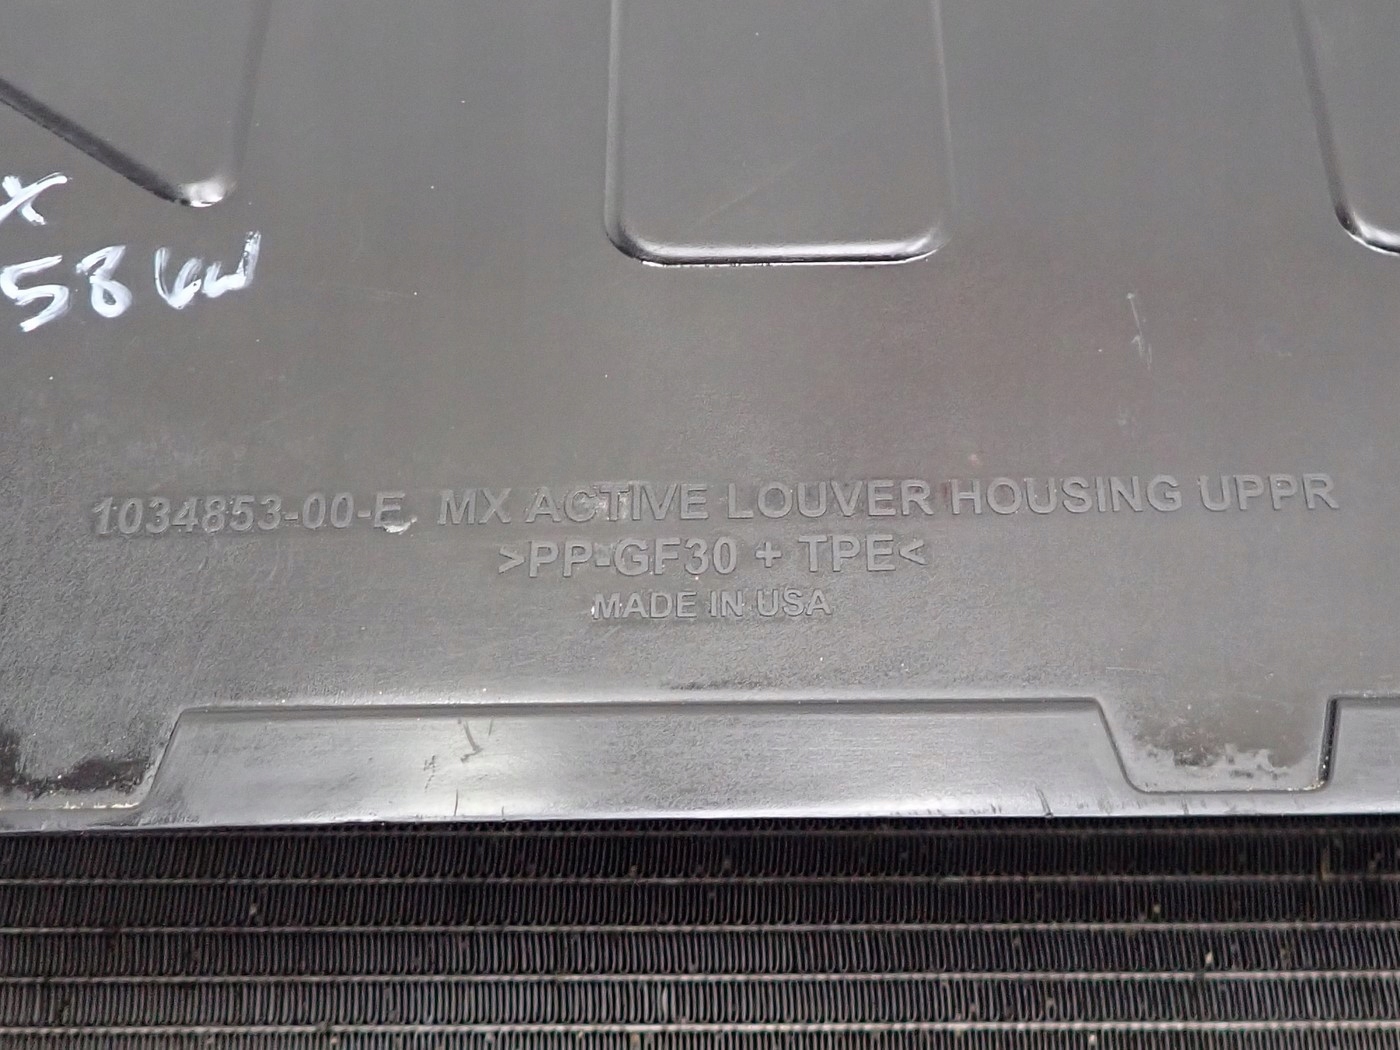 X
58 W
1034853-00-E MX ACTIVE LOUVER HOUSING UPPR
>PP-GF30 + TPE<
MADE IN USA